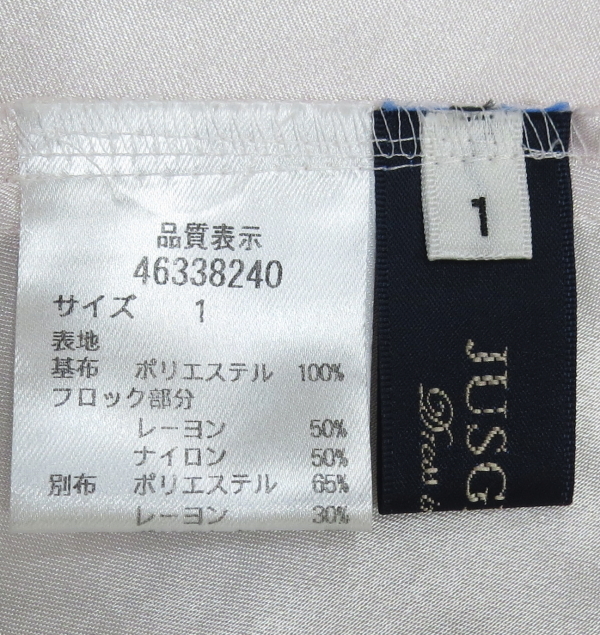 品質表示
46338240
サイズ 1
表地
基布 ポリエステル 100%
フロック部分
レーヨン 50%
ナイロン 50%
別布 ポリエステル 65%
レーヨン 30%
1
JUSG
Dress